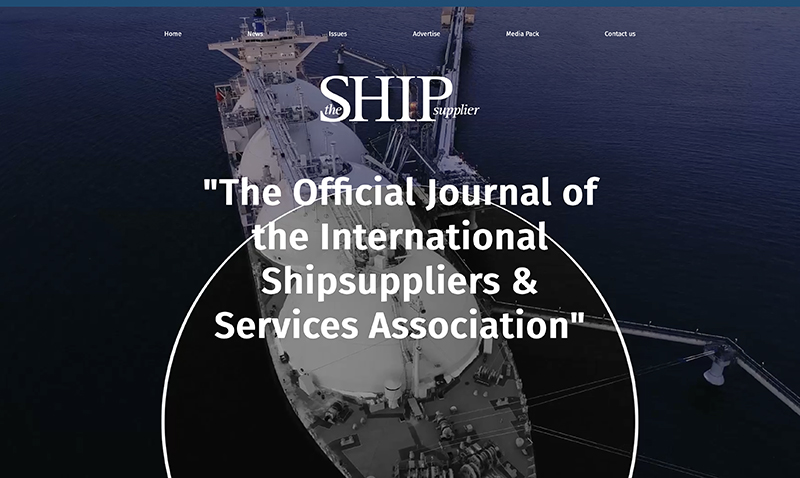 Home News Issues Advertise Media Pack Contact us
the SHIP supplier
"The Official Journal of
the International
Shipsuppliers &
Services Association"